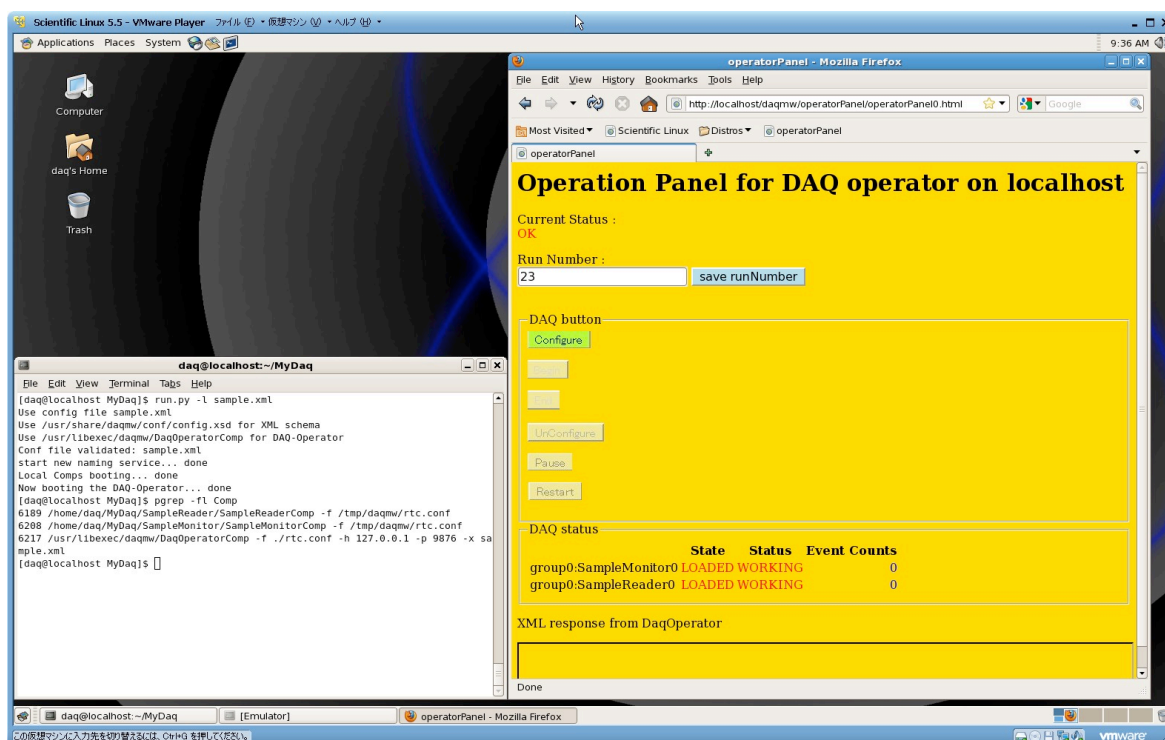 Scientific Linux 5.5 - VMware Player ファイル (F) ・ 仮想マシン (V) ・ ヘルプ (H) ・
Applications Places System
9:36 AM
Computer
daq's Home
Trash
operatorPanel - Mozilla Firefox
File Edit View History Bookmarks Tools Help
http://localhost/daqmw/operatorPanel/operatorPanel0.html
Google
Most Visited Scientific Linux Distros operatorPanel
operatorPanel
Operation Panel for DAQ operator on localhost
Current Status :
OK
Run Number :
23 save runNumber
DAQ button
Configure
Begin
End
UnConfigure
Pause
Restart
DAQ status
State Status Event Counts
group0:SampleMonitor0 LOADED WORKING 0
group0:SampleReader0 LOADED WORKING 0
XML response from DaqOperator
Done
daq@localhost:~/MyDaq
File Edit View Terminal Tabs Help
[daq@localhost MyDaq]$ run.py -l sample.xml
Use config file sample.xml
Use /usr/share/daqmw/conf/config.xsd for XML schema
Use /usr/libexec/daqmw/DaqOperatorComp for DAQ-Operator
Conf file validated: sample.xml
start new naming service... done
Local Comps booting... done
Now booting the DAQ-Operator... done
[daq@localhost MyDaq]$ pgrep -fl Comp
6189 /home/daq/MyDaq/SampleReader/SampleReaderComp -f /tmp/daqmw/rtc.conf
6208 /home/daq/MyDaq/SampleMonitor/SampleMonitorComp -f /tmp/daqmw/rtc.conf
6217 /usr/libexec/daqmw/DaqOperatorComp -f ./rtc.conf -h 127.0.0.1 -p 9876 -x sa
mple.xml
[daq@localhost MyDaq]$
daq@localhost:~/MyDaq [Emulator] operatorPanel - Mozilla Firefox
この仮想マシンに入力先を切り替えるには、Ctrl+G を押してください。
vmware